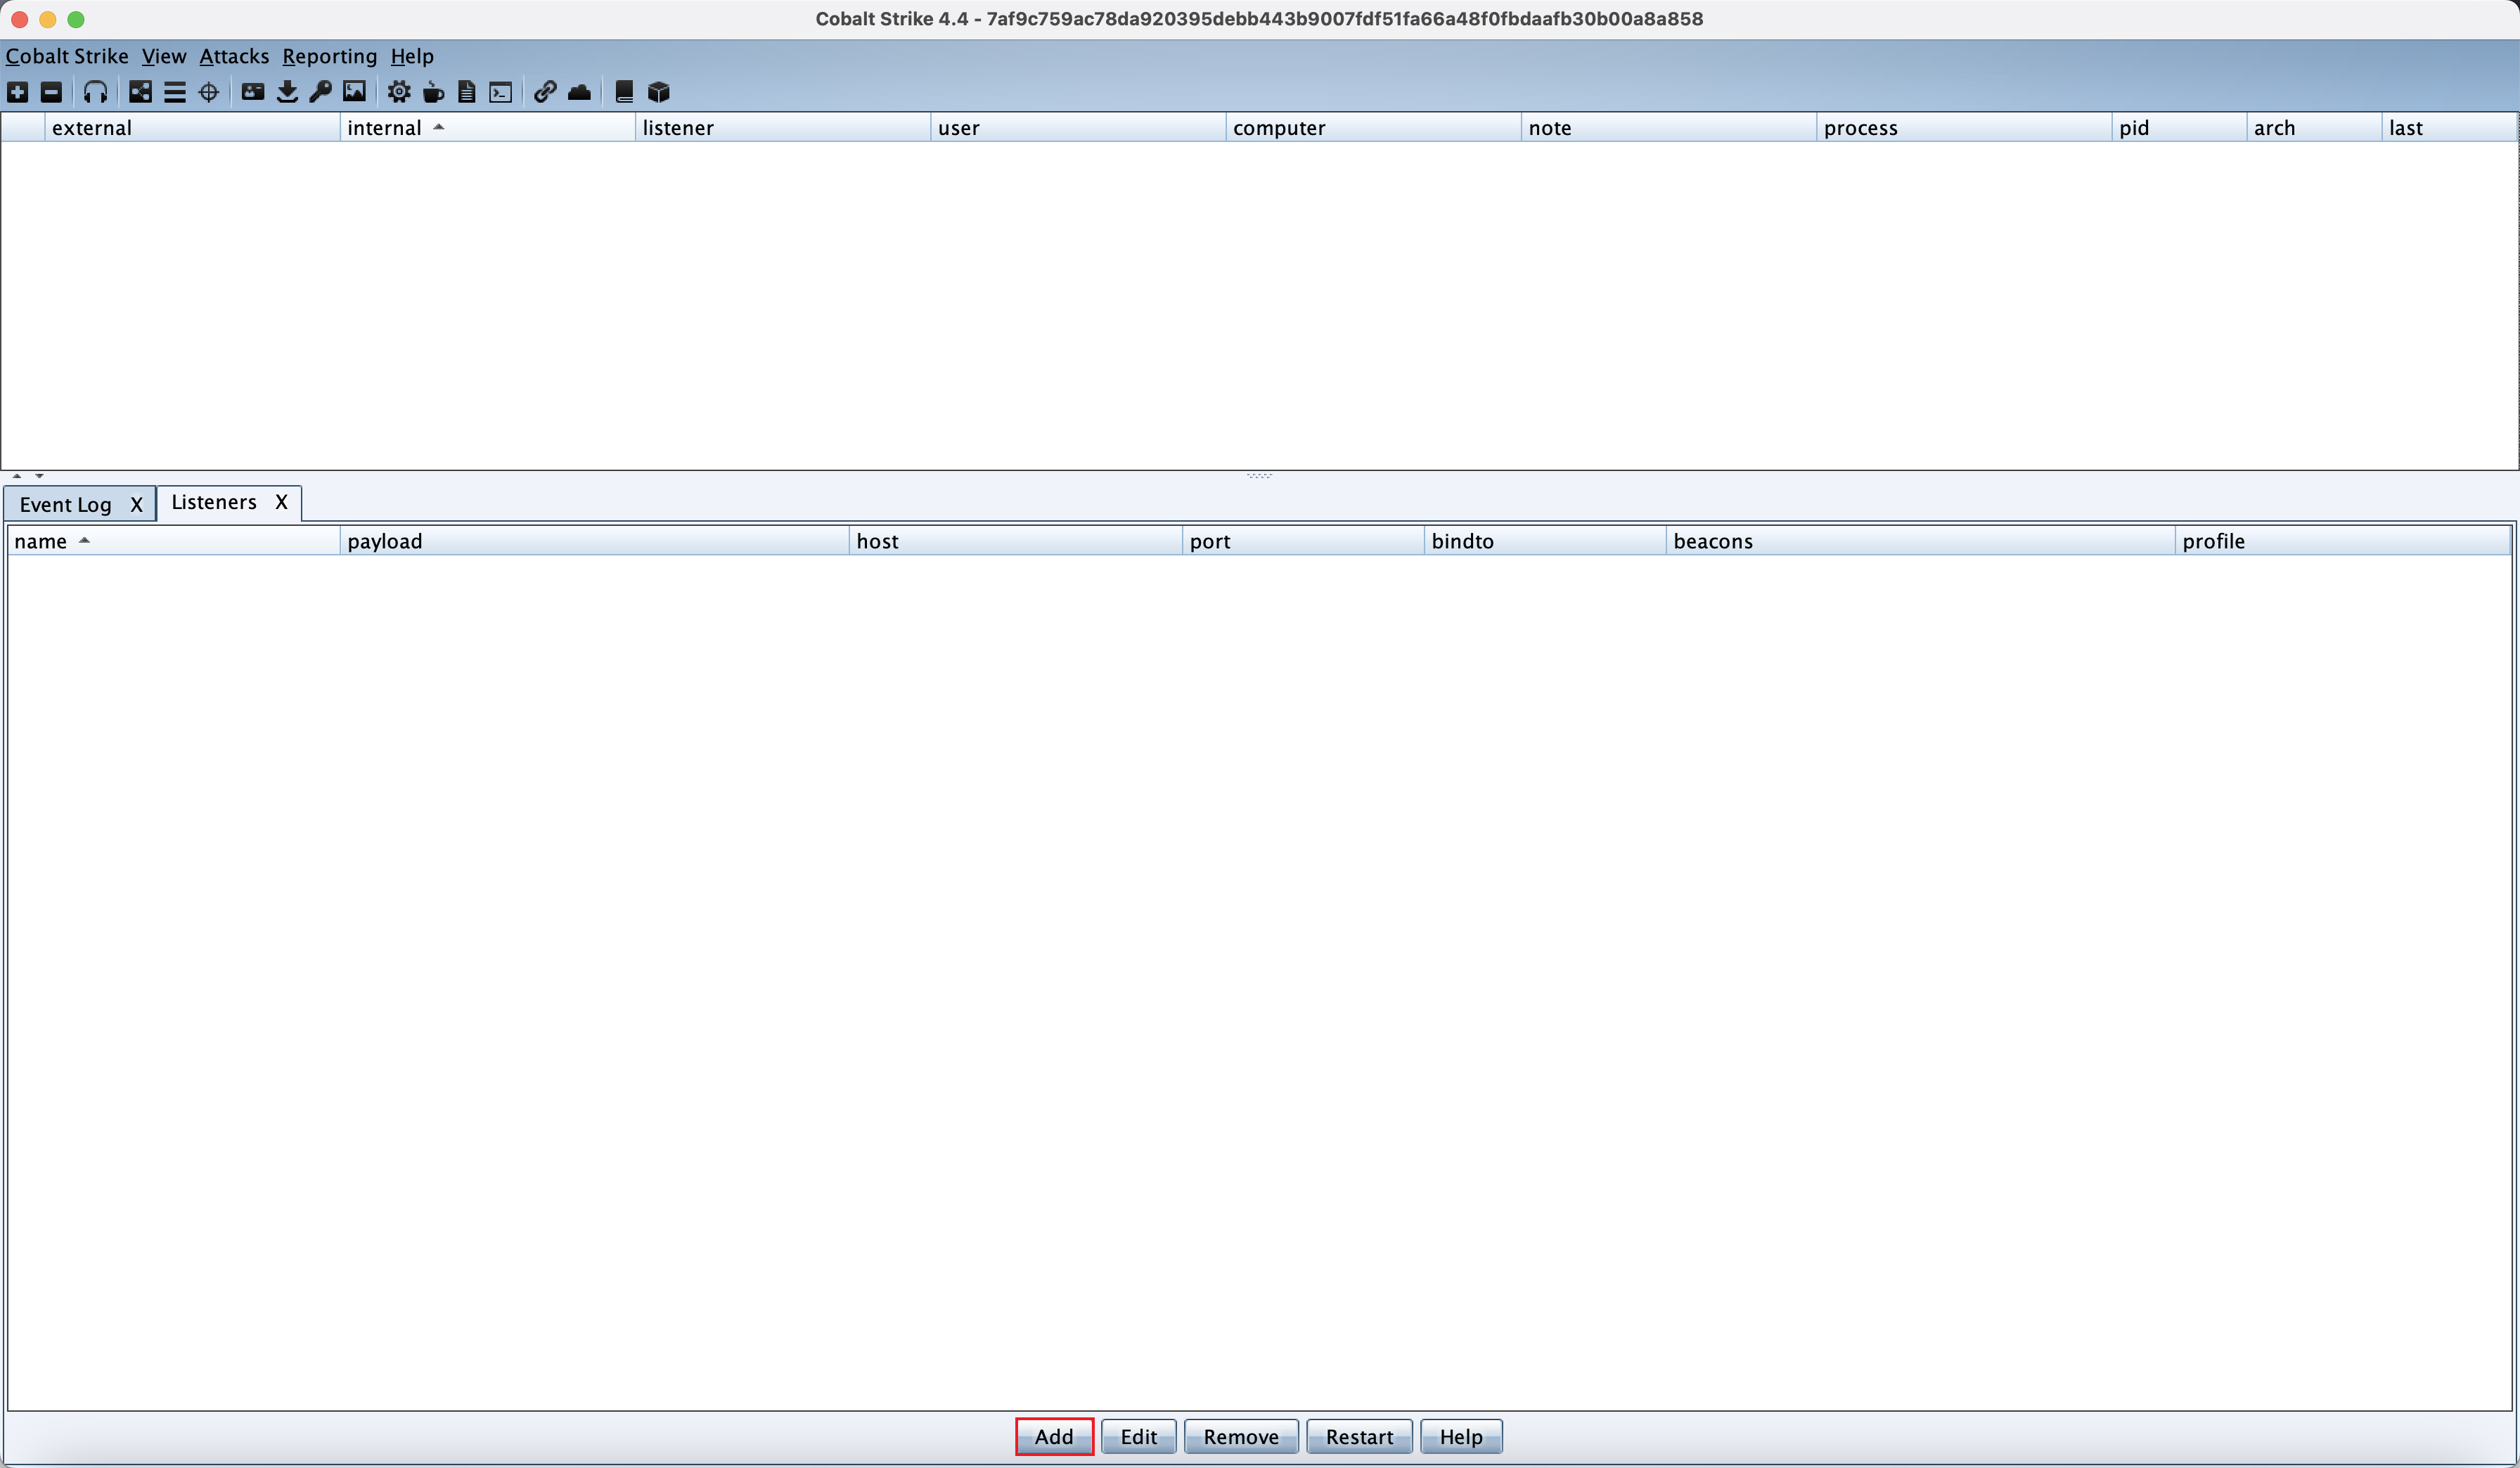 Cobalt Strike 4.4 - 7af9c759ac78da920395debb443b9007fdf51fa66a48f0fbdaafb30b00a8a858
Cobalt Strike View Attacks Reporting Help
external internal listener user computer note process pid arch last
Event Log X Listeners X
name payload host port bindto beacons profile
Add Edit Remove Restart Help